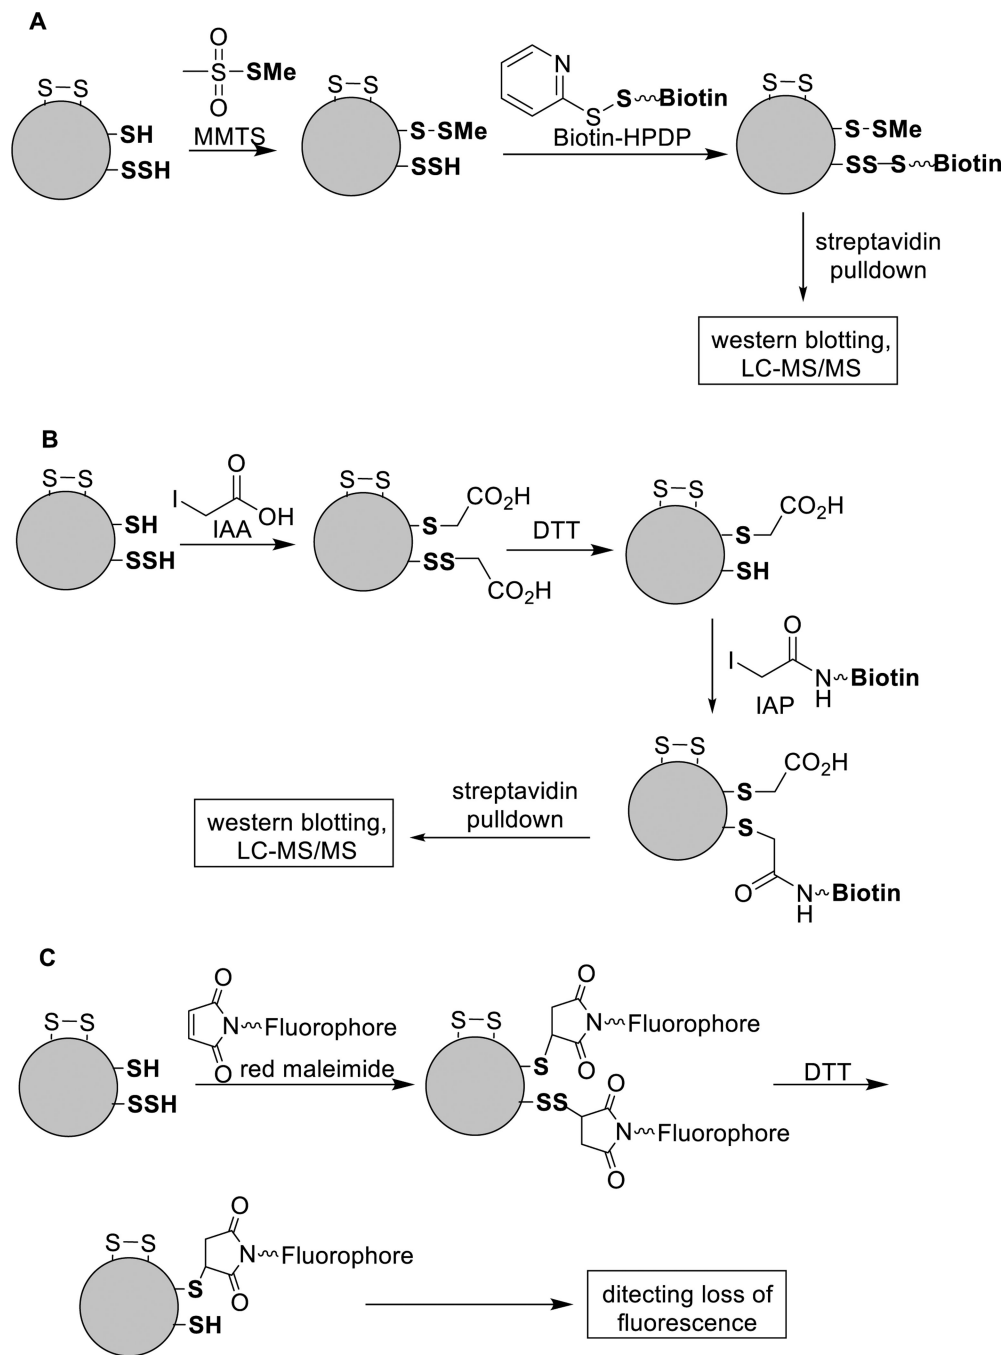 A
O
S-S
S
SMe
O
MMTS
SH
SSH
S-S
S-SMe
SSH
N
S
S
Biotin
Biotin-HPDP
S-S
S-SMe
SS-S
Biotin
streptavidin
pulldown
western blotting,
LC-MS/MS
B
S-S
SH
SSH
O
I
OH
IAA
S-S
CO2H
S
SS
CO2H
DTT
S-S
CO2H
S
SH
O
I
N
H
Biotin
IAP
S-S
CO2H
S
S
O
N
H
Biotin
streptavidin
pulldown
western blotting,
LC-MS/MS
C
S-S
SH
SSH
O
N
Fluorophore
O
red maleimide
S-S
O
N
Fluorophore
S
O
SS
O
N
Fluorophore
O
DTT
S-S
O
N
Fluorophore
S
O
SH
ditecting loss of
fluorescence